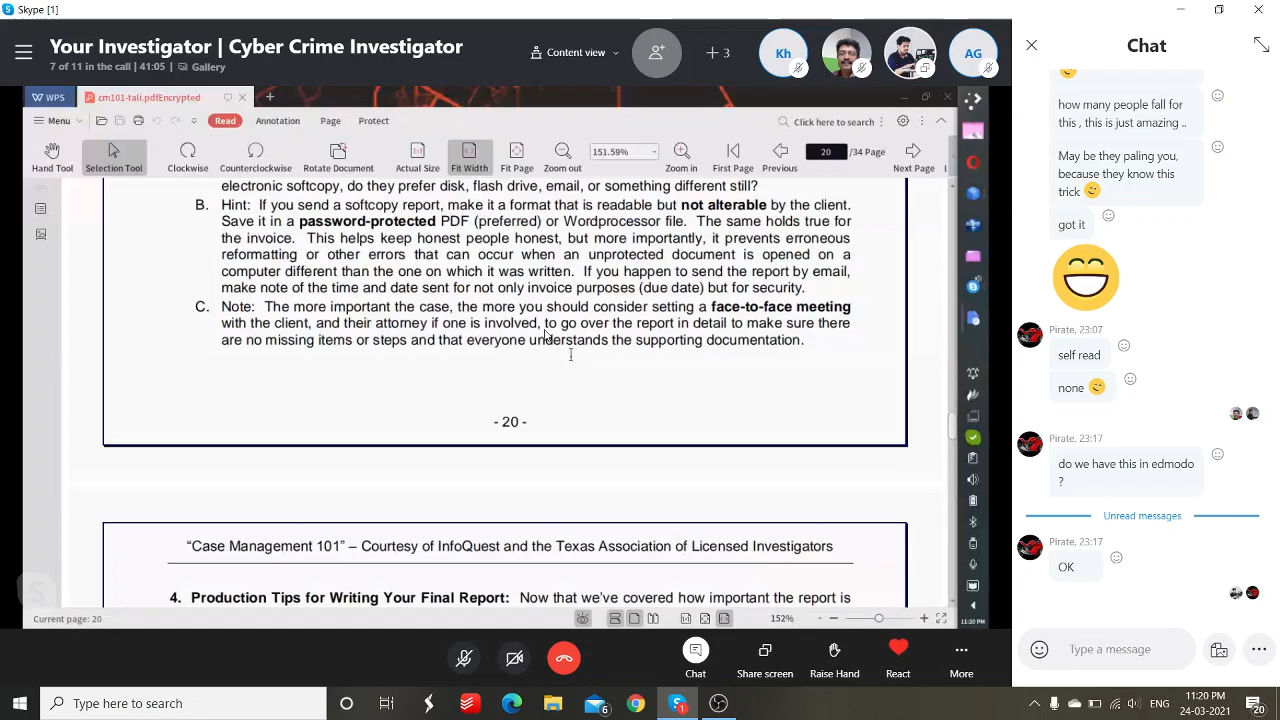 Skype [1]
Your Investigator | Cyber Crime Investigator
7 of 11 in the call | 41:05 | Gallery
Content view
+ 3
Kh
AG
Chat
WPS
cm101-tali.pdfEncrypted
Menu
Read
Annotation
Page
Protect
Click here to search
Hand Tool
Selection Tool
Clockwise
Counterclockwise
Rotate Document
Actual Size
Fit Width
Fit Page
Zoom out
151.59%
Zoom in
First Page
Previous
20
/34 Page
Next Page
L
electronic softcopy, do they prefer disk, flash drive, email, or something different still?
B. Hint: If you send a softcopy report, make it a format that is readable but not alterable by the client.
Save it in a password-protected PDF (preferred) or Wordprocessor file. The same holds true for
the invoice. This helps keep honest people honest, but more importantly, it prevents erroneous
reformatting or other errors that can occur when an unprotected document is opened on a
computer different than the one on which it was written. If you happen to send the report by email,
make note of the time and date sent for not only invoice purposes (due date) but for security.
C. Note: The more important the case, the more you should consider setting a face-to-face meeting
with the client, and their attorney if one is involved, to go over the report in detail to make sure there
are no missing items or steps and that everyone understands the supporting documentation.
- 20 -
“Case Management 101” – Courtesy of InfoQuest and the Texas Association of Licensed Investigators
4. Production Tips for Writing Your Final Report: Now that we've covered how important the report is
Current page: 20
152%
11:20 PM
how many people fall for
this , this is just amazing ..
May be they paling you,
because they know this
trick
got it
Pirate, 23:07
self read
none
Pirate, 23:17
do we have this in edmodo
?
Unread messages
Pirate, 23:17
OK
Type a message
Chat
Share screen
Raise Hand
React
More
Type here to search
6
1
ENG
11:20 PM
24-03-2021
20